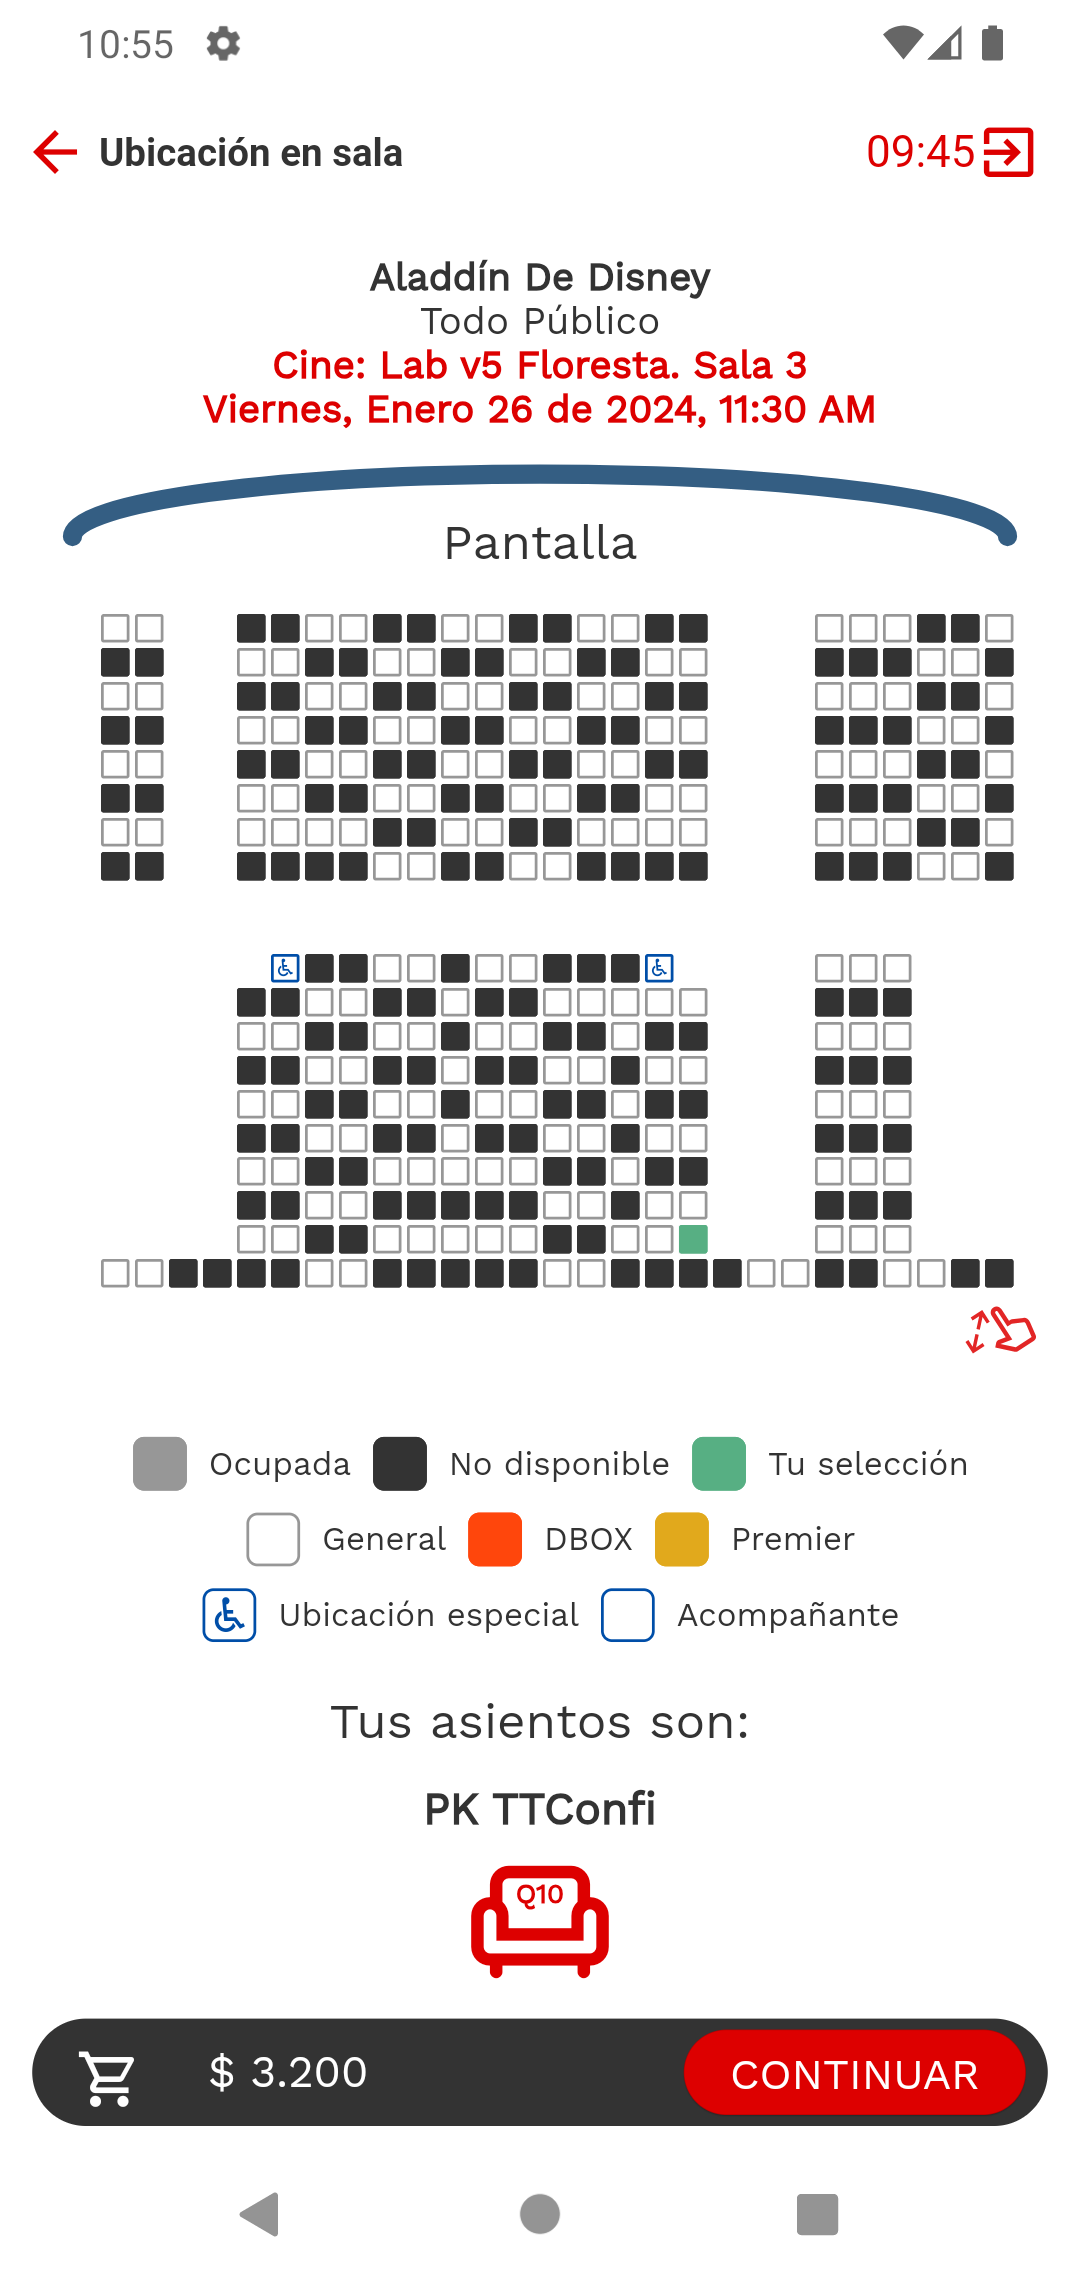 10:55
Ubicación en sala
09:45
Aladdín De Disney
Todo Público
Cine: Lab v5 Floresta. Sala 3
Viernes, Enero 26 de 2024, 11:30 AM
Pantalla
Ocupada No disponible Tu selección
General DBOX Premier
Ubicación especial Acompañante
Tus asientos son:
PK TTConfi
Q10
$ 3.200 CONTINUAR